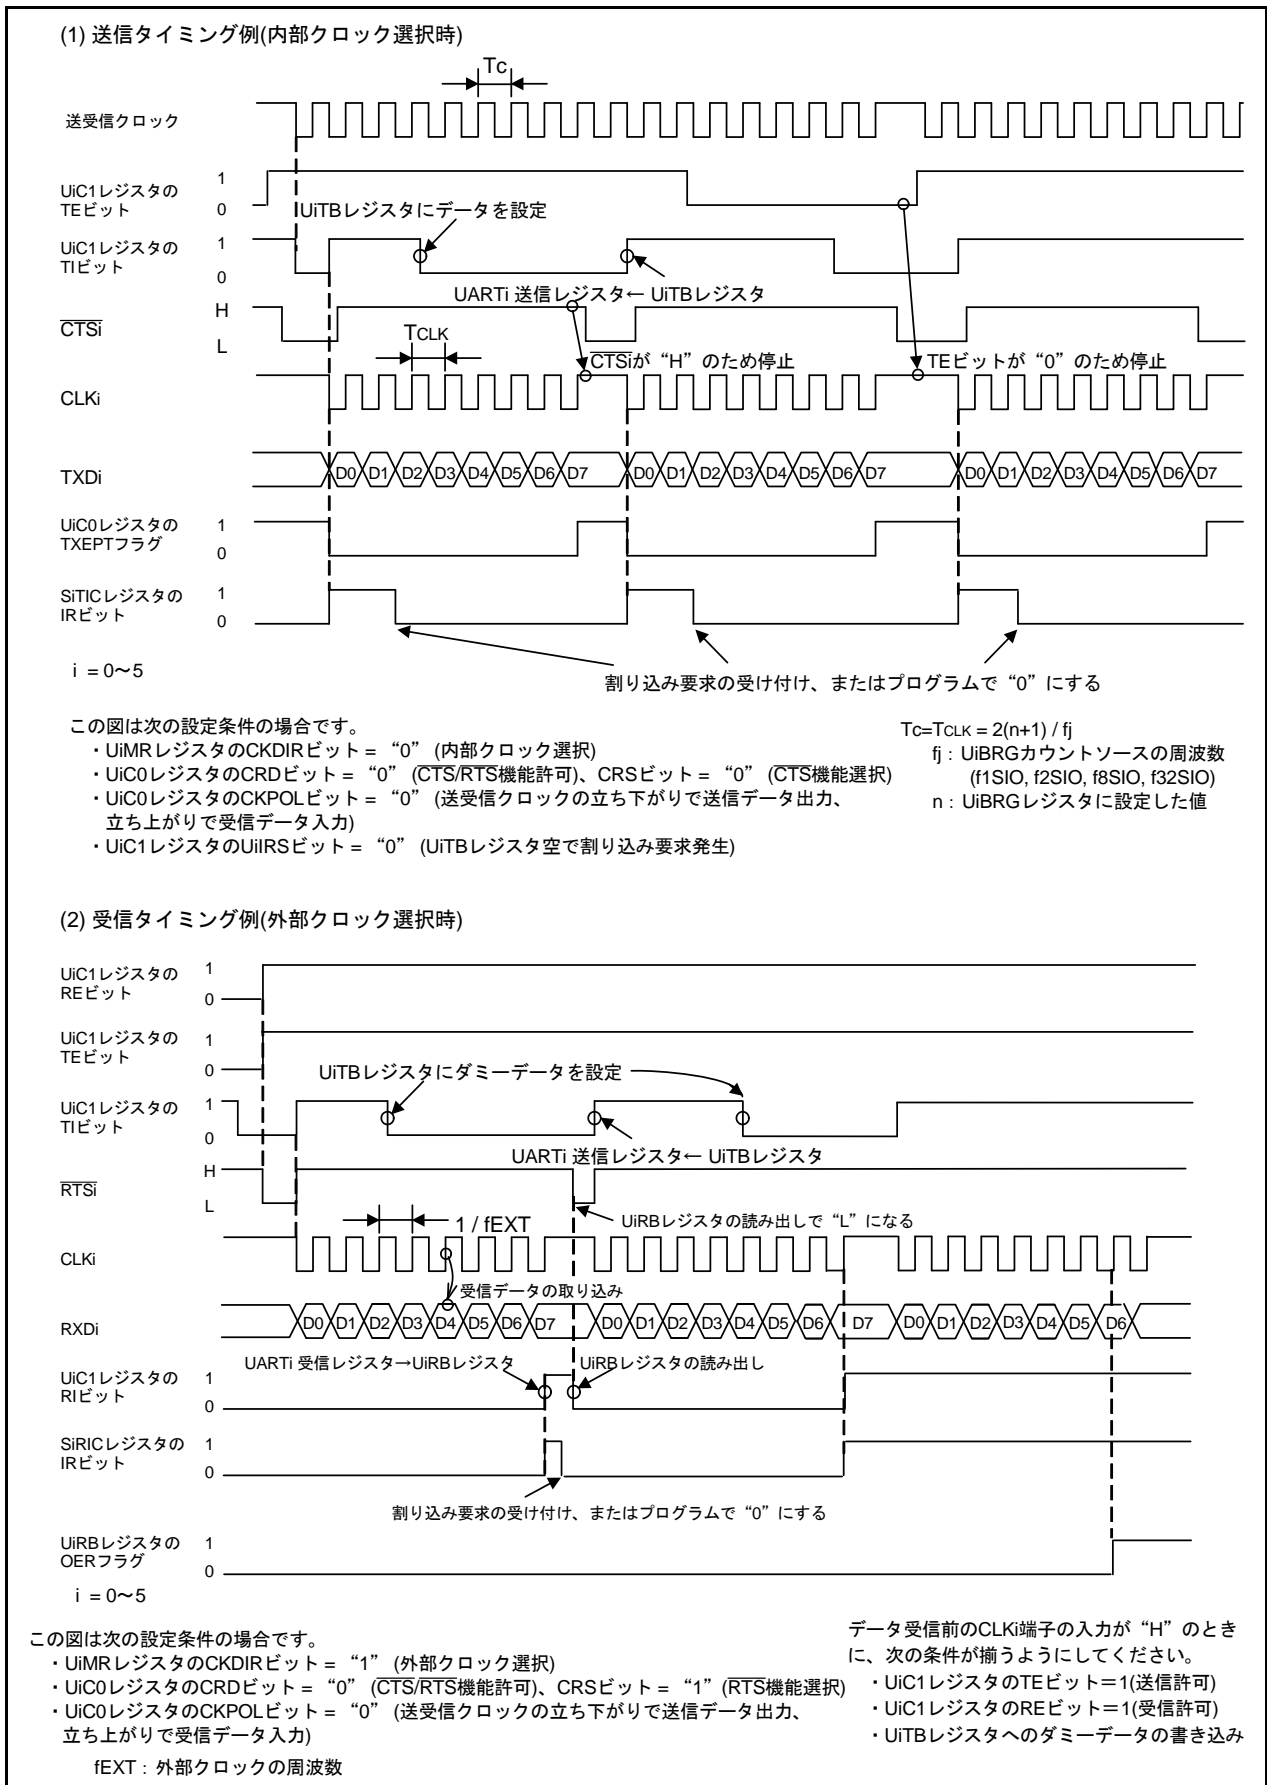 (1) 送信タイミング例(内部クロック選択時)
Tc
送受信クロック
UiC1レジスタの
TEビット
1
0
UiTBレジスタにデータを設定
UiC1レジスタの
TIビット
1
0
UARTi 送信レジスタ← UiTBレジスタ
CTSi
H
L
TCLK
CTSiが“H”のため停止
TEビットが“0”のため停止
CLKi
TXDi
D0 D1 D2 D3 D4 D5 D6 D7 D0 D1 D2 D3 D4 D5 D6 D7 D0 D1 D2 D3 D4 D5 D6 D7
UiC0レジスタの
TXEPTフラグ
1
0
SiTICレジスタの
IRビット
1
0
i = 0〜5
割り込み要求の受け付け、またはプログラムで“0”にする
この図は次の設定条件の場合です。
・UiMRレジスタのCKDIRビット = “0” (内部クロック選択)
・UiC0レジスタのCRDビット = “0” (CTS/RTS機能許可)、CRSビット = “0” (CTS機能選択)
・UiC0レジスタのCKPOLビット = “0” (送受信クロックの立ち下がりで送信データ出力、
立ち上がりで受信データ入力)
・UiC1レジスタのUiIRSビット = “0” (UiTBレジスタ空で割り込み要求発生)
Tc=TCLK = 2(n+1) / fj
fj : UiBRGカウントソースの周波数
(f1SIO, f2SIO, f8SIO, f32SIO)
n : UiBRGレジスタに設定した値
(2) 受信タイミング例(外部クロック選択時)
UiC1レジスタの
REビット
1
0
UiC1レジスタの
TEビット
1
0
UiTBレジスタにダミーデータを設定
UiC1レジスタの
TIビット
1
0
UARTi 送信レジスタ← UiTBレジスタ
RTSi
H
L
1 / fEXT
UiRBレジスタの読み出しで“L”になる
CLKi
受信データの取り込み
RXDi
D0 D1 D2 D3 D4 D5 D6 D7 D0 D1 D2 D3 D4 D5 D6 D7 D0 D1 D2 D3 D4 D5 D6
UARTi 受信レジスタ→UiRBレジスタ
UiRBレジスタの読み出し
UiC1レジスタの
RIビット
1
0
SiRICレジスタの
IRビット
1
0
割り込み要求の受け付け、またはプログラムで“0”にする
UiRBレジスタの
OERフラグ
1
0
i = 0〜5
この図は次の設定条件の場合です。
・UiMRレジスタのCKDIRビット = “1” (外部クロック選択)
・UiC0レジスタのCRDビット = “0” (CTS/RTS機能許可)、CRSビット = “1” (RTS機能選択)
・UiC0レジスタのCKPOLビット = “0” (送受信クロックの立ち下がりで送信データ出力、
立ち上がりで受信データ入力)
fEXT : 外部クロックの周波数
データ受信前のCLKi端子の入力が“H”のとき
に、次の条件が揃うようにしてください。
・UiC1レジスタのTEビット＝1(送信許可)
・UiC1レジスタのREビット＝1(受信許可)
・UiTBレジスタへのダミーデータの書き込み